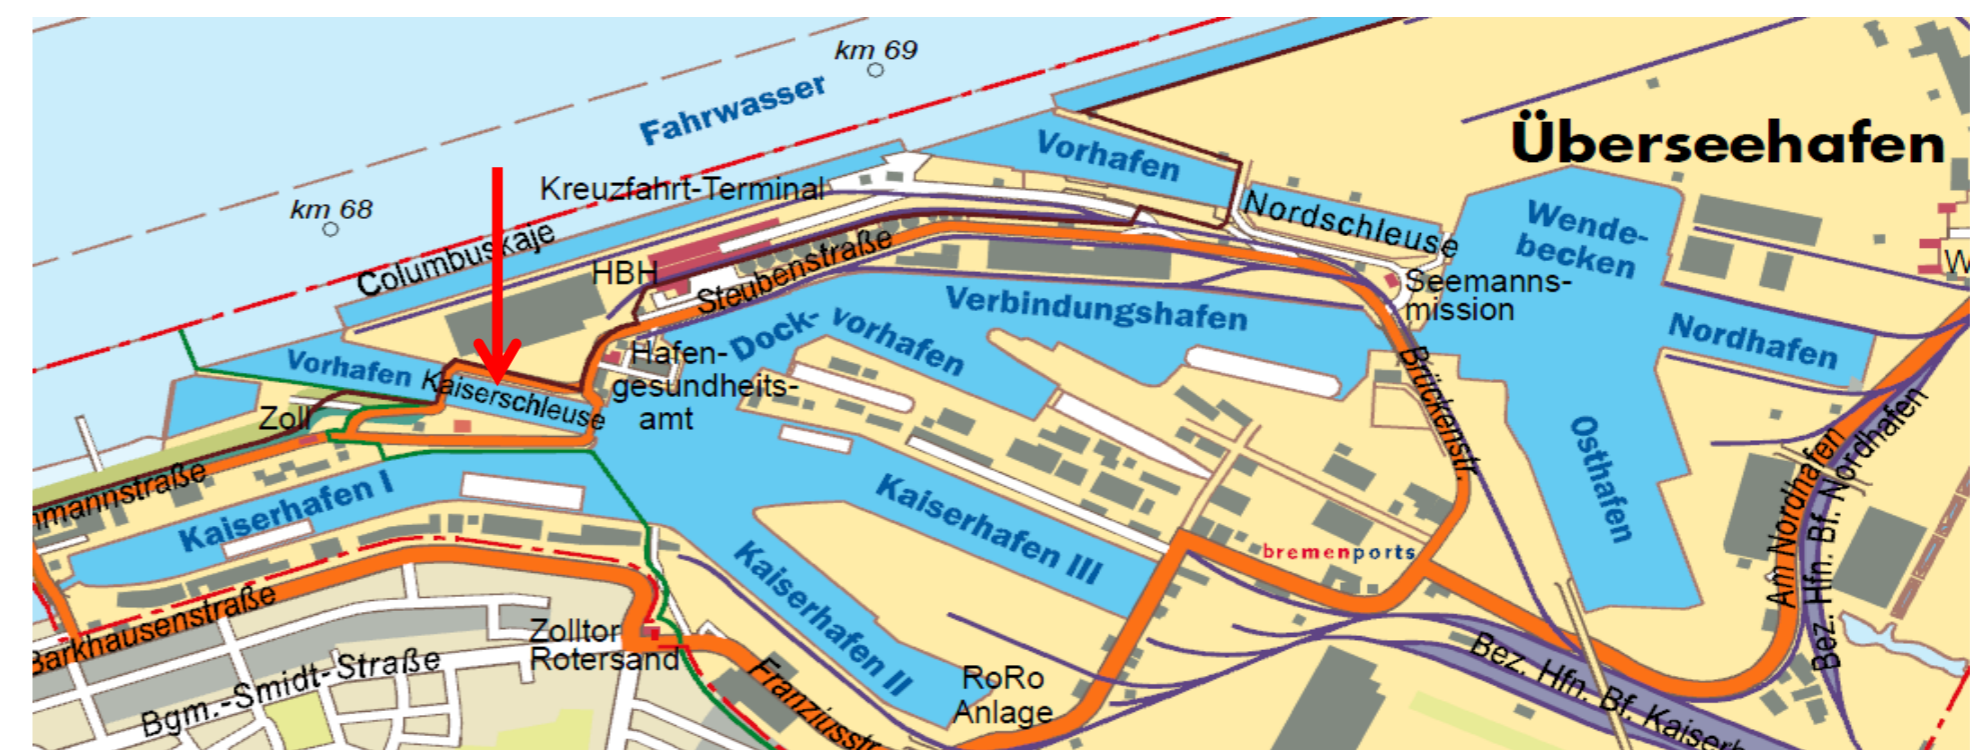 km 69
Fahrwasser
Überseehafen
Vorhafen
Kreuzfahrt-Terminal
km 68
Nordschleuse
Wende-
becken
Columbuskaje
Steubenstraße
HBH
Seemanns-
mission
W
Verbindungshafen
Dock-
vorhafen
Nordhafen
Vorhafen
Kaiserschleuse
Hafen-
gesundheits-
amt
Brückenstr.
Zoll
Osthafen
Am Nordhafen
Bez. Hfn. Bf. Nordhafen
nmannstraße
Kaiserhafen I
Kaiserhafen III
bremenports
Kaiserhafen II
Barkhausenstraße
Zolltor
Rotersand
Bgm.-Smidt-Straße
Franziusstr
RoRo
Anlage
Bez. Hfn. Bf. Kaiserh